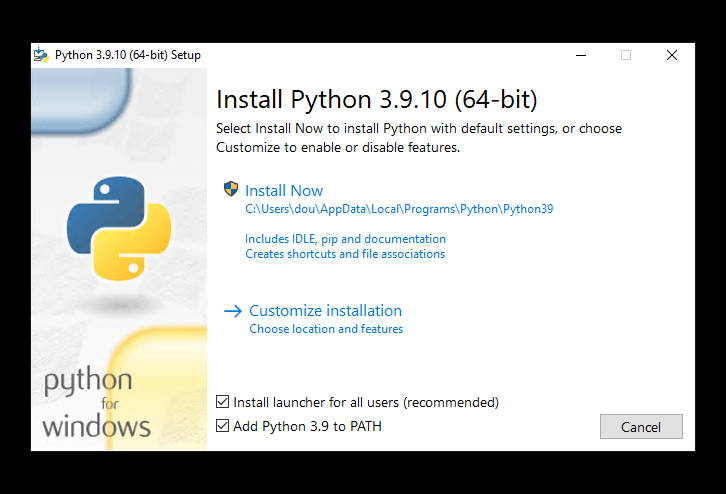 Python 3.9.10 (64-bit) Setup
Install Python 3.9.10 (64-bit)
Select Install Now to install Python with default settings, or choose
Customize to enable or disable features.
Install Now
C:\Users\dou\AppData\Local\Programs\Python\Python39
Includes IDLE, pip and documentation
Creates shortcuts and file associations
Customize installation
Choose location and features
python
for
windows
Install launcher for all users (recommended)
Add Python 3.9 to PATH
Cancel